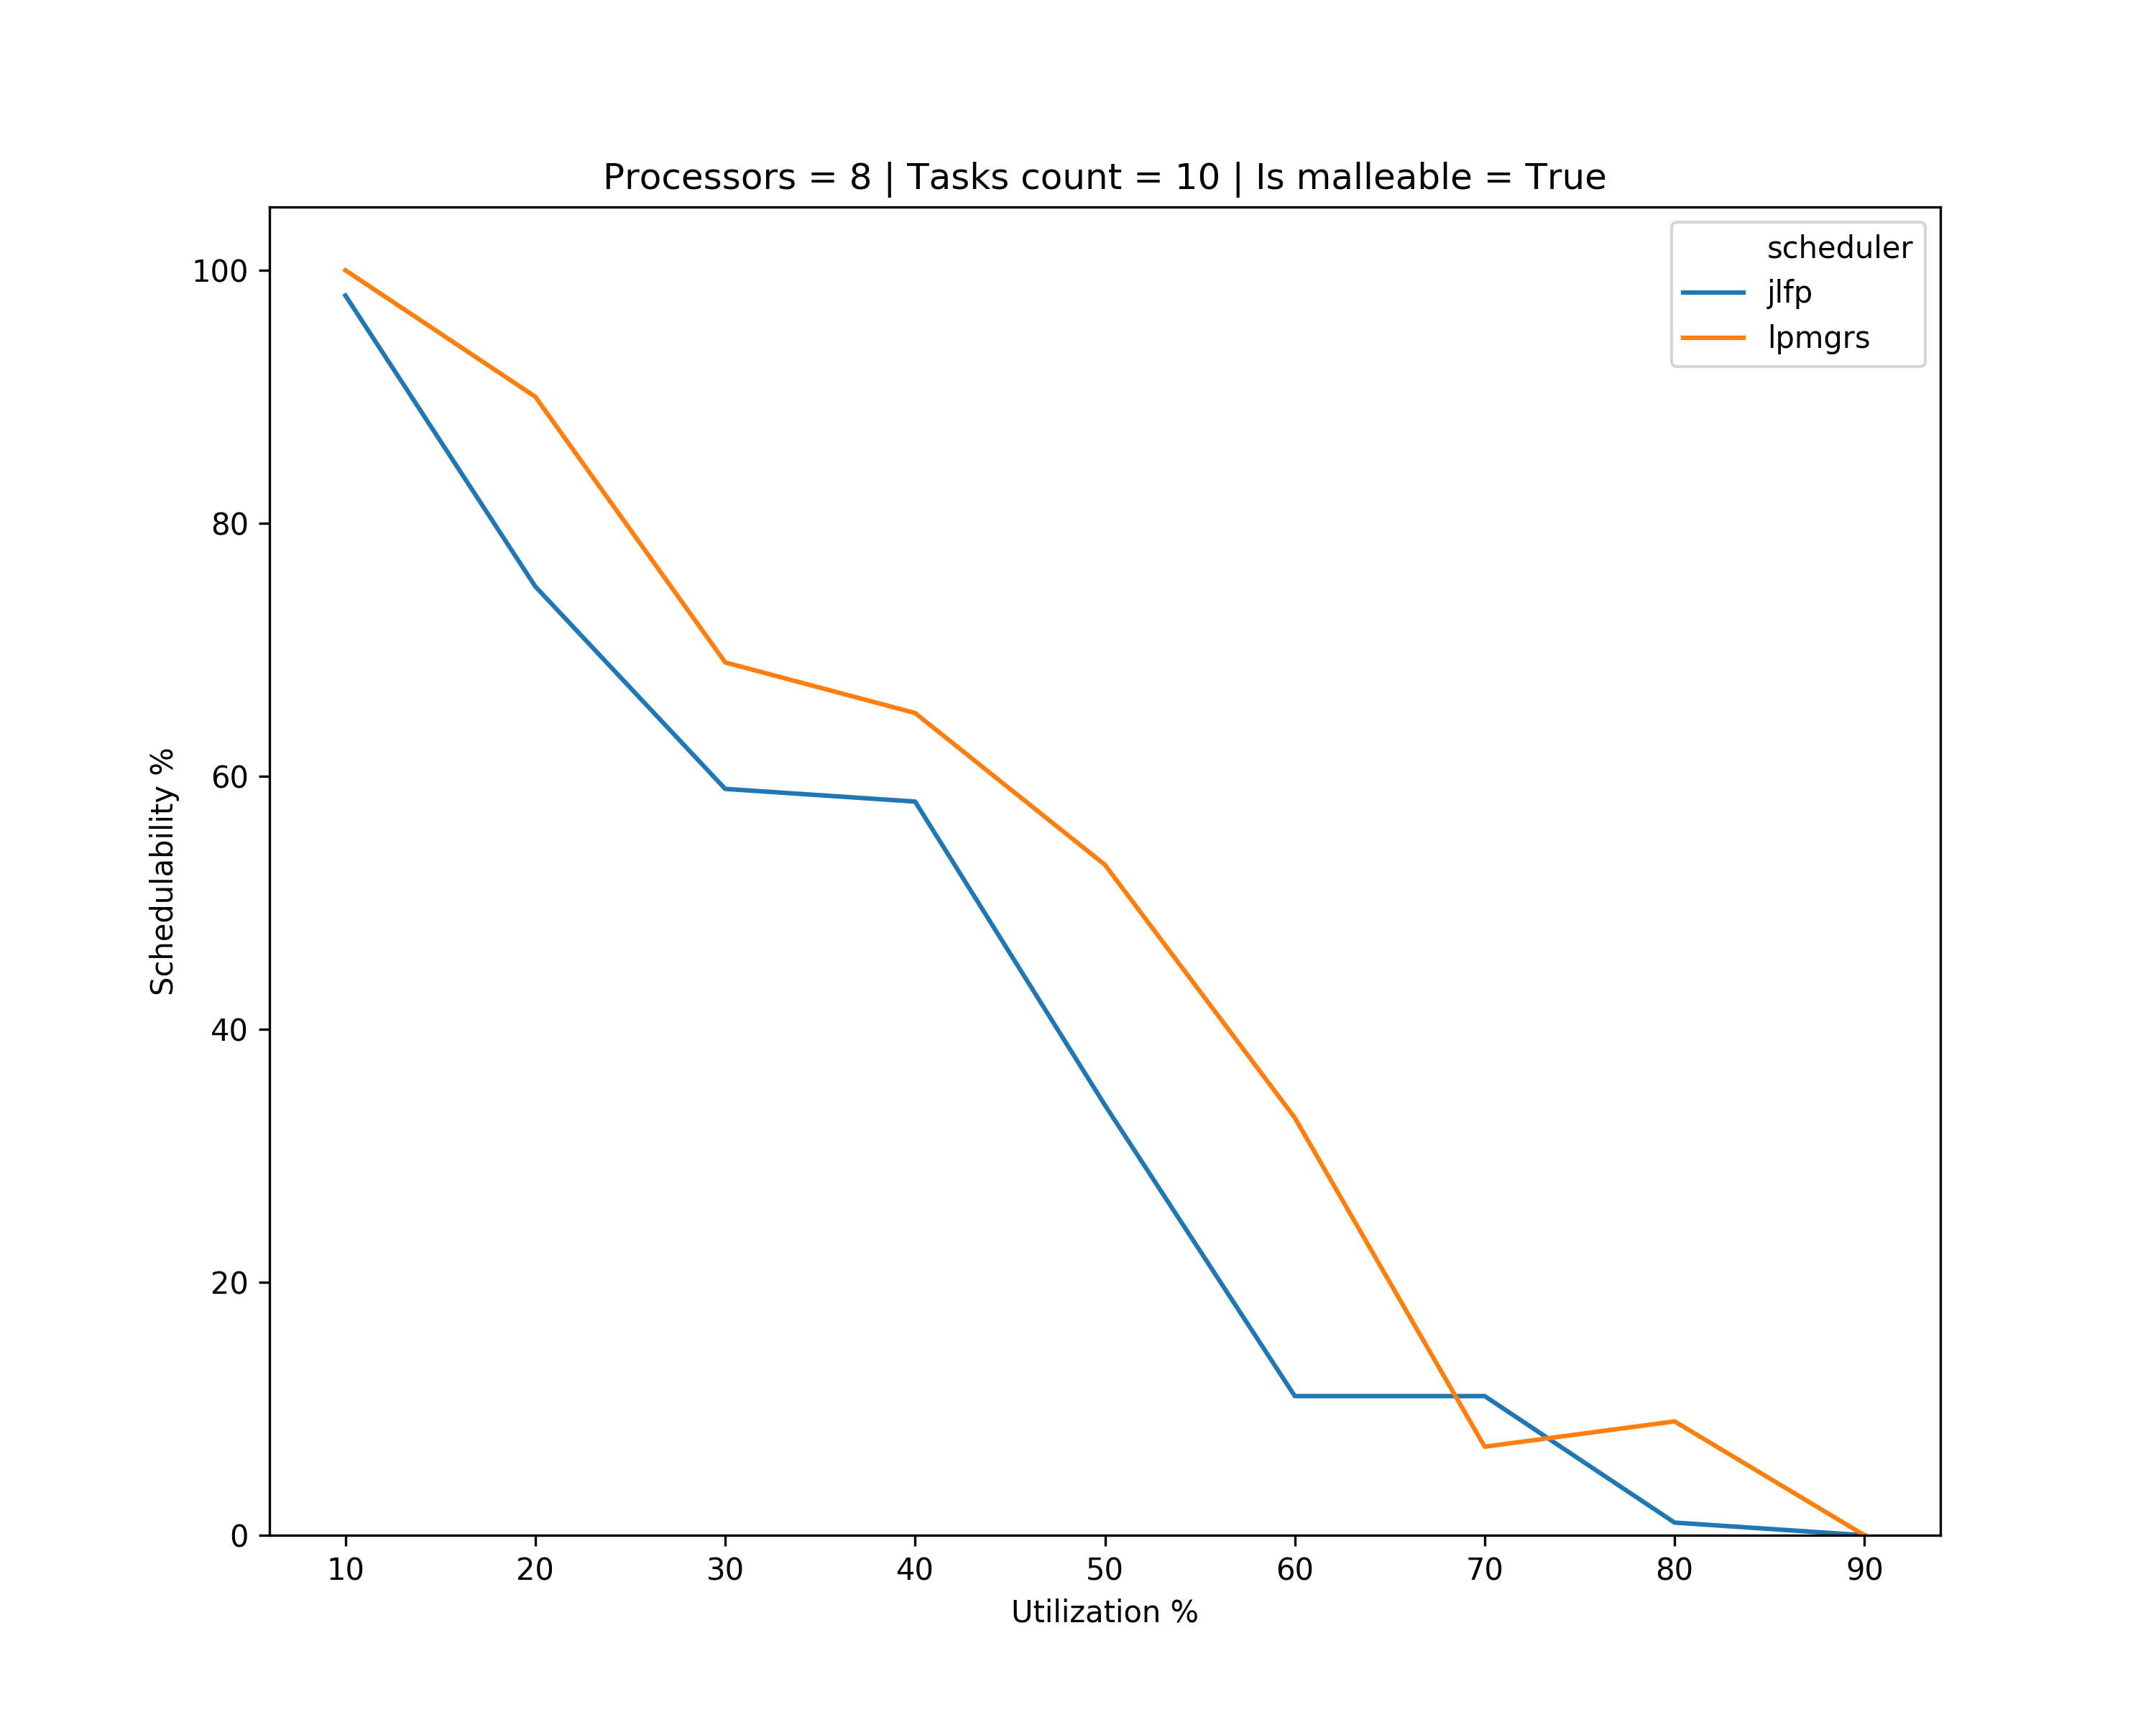 Processors = 8 | Tasks count = 10 | Is malleable = True
scheduler
jlfp
lpmgrs
Schedulability %
100
80
60
40
20
0
10 20 30 40 50 60 70 80 90
Utilization %